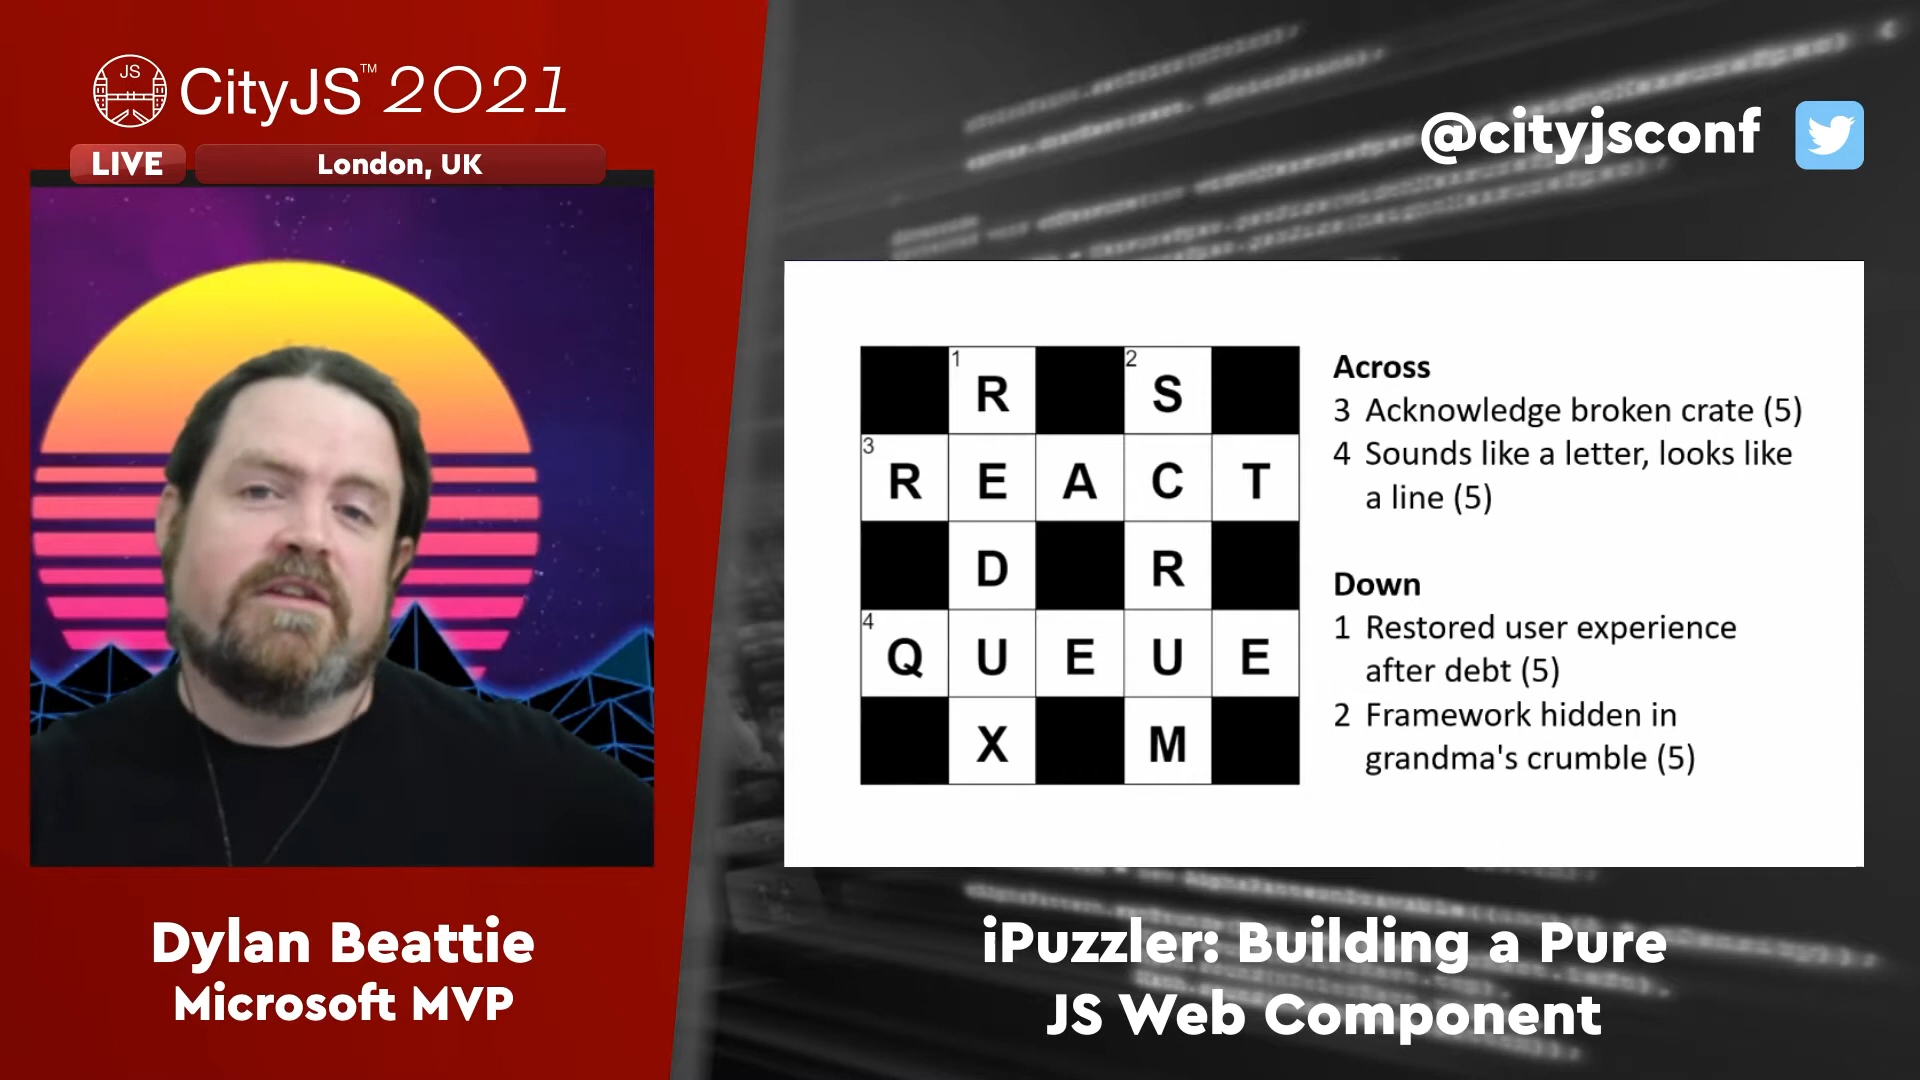 JS
CityJS™ 2021
LIVE
London, UK
@cityjsconf
1 R 2 S
3 R E A C T
D R
4 Q U E U E
X M
Across
3 Acknowledge broken crate (5)
4 Sounds like a letter, looks like
a line (5)
Down
1 Restored user experience
after debt (5)
2 Framework hidden in
grandma's crumble (5)
Dylan Beattie
Microsoft MVP
iPuzzler: Building a Pure
JS Web Component